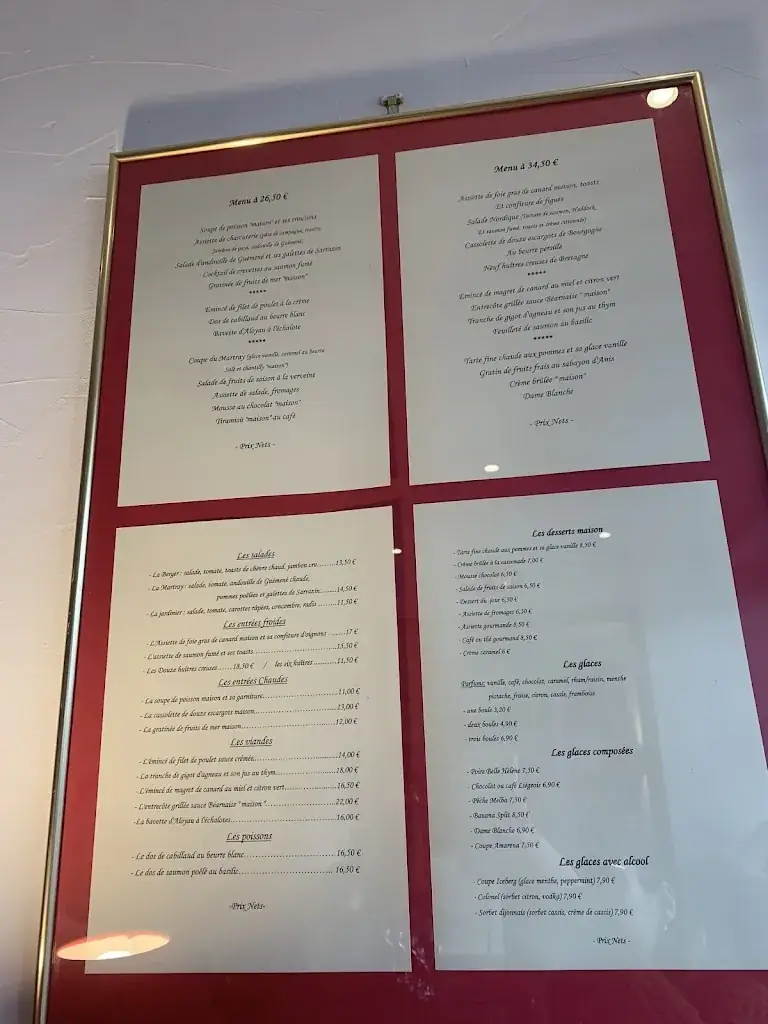 Menu à 26,50 €
Soupe de poisson "maison" et ses croutons
Assiette de charcuterie (pâté de campagne, rosette,
Jambon de pays, andouille de Guémené)
Salade d'andouille de Guémené et ses galettes de Sarrazin
Cocktail de crevettes au saumon fumé
Gratinée de fruits de mer "maison"
*****
Emincé de filet de poulet à la crème
Dos de cabillaud au beurre blanc
Bavette d'Aloyau à l'échalote
*****
Coupe du Martray (glace vanille, caramel au beurre
Salé et chantilly "maison")
Salade de fruits de saison à la verveine
Assiette de salade, fromages
Mousse au chocolat "maison"
Tiramisù "maison" au café
- Prix Nets -
Menu à 34,50 €
Assiette de foie gras de canard maison, toasts
Et confiture de figues
Salade Nordique (Tartare de saumon, Haddock,
Et saumon fumé, toasts et crème citronnée)
Cassolette de douze escargots de Bourgogne
Au beurre persillé
Neuf huîtres creuses de Bretagne
*****
Emincé de magret de canard au miel et citron vert
Entrecôte grillée sauce Béarnaise " maison"
Tranche de gigot d'agneau et son jus au thym
Feuilleté de saumon au basilic
*****
Tarte fine chaude aux pommes et sa glace vanille
Gratin de fruits frais au sabayon d'Anis
Crème brûlée " maison"
Dame Blanche
- Prix Nets -
Les salades
- La Berger : salade, tomate, toasts de chèvre chaud, jambon cru........13,50 €
- La Martray : salade, tomate, andouille de Guémené chaude,
pommes poêlées et galettes de Sarrazin........14,50 €
- La jardinier : salade, tomate, carottes râpées, concombre, radis .........11,50 €
Les entrées froides
- L'Assiette de foie gras de canard maison et sa confiture d'oignons ........17 €
- L'assiette de saumon fumé et ses toasts................................15,50 €
- Les Douze huîtres creuses.......18,50 € / les six huîtres ............11,50 €
Les entrées Chaudes
- La soupe de poisson maison et sa garniture..............................11,00 €
- La cassolette de douze escargots maison.................................13,00 €
- La gratinée de fruits de mer maison.....................................12,00 €
Les viandes
- L'émincé de filet de poulet sauce crémée................................14,00 €
- La tranche de gigot d'agneau et son jus au thym.........................18,00 €
- L'émincé de magret de canard au miel et citron vert.....................16,50 €
- L'entrecôte grillée sauce Béarnaise " maison "..........................22,00 €
-La bavette d'Aloyau à l'échalotes........................................16,00 €
Les poissons
- Le dos de cabillaud au beurre blanc.....................................16,50 €
- Le dos de saumon poêlé au basilic....................................... 16,50 €
-Prix Nets-
Les desserts maison
- Tarte fine chaude aux pommes et sa glace vanille 8,50 €
- Crème brûlée à la cassonade 7,00 €
- Mousse chocolat 6,50 €
- Salade de fruits de saison 6,50 €
- Dessert du jour 6,50 €
- Assiette de fromages 6,50 €
- Assiette gourmande 8,50 €
- Café ou thé gourmand 8,50 €
- Crème caramel 6 €
Les glaces
Parfums: vanille, café, chocolat, caramel, rhum/raisin, menthe
pistache, fraise, citron, cassis, framboise
- une boule 3,20 €
- deux boules 4,90 €
- trois boules 6,90 €
Les glaces composées
- Poire Belle Hélène 7,50 €
- Chocolat ou café Liégeois 6,90 €
- Pêche Melba 7,50 €
- Banana Split 8,50 €
- Dame Blanche 6,90 €
- Coupe Amarena 7,50 €
Les glaces avec alcool
- Coupe Iceberg (glace menthe, peppermint) 7,90 €
- Colonel (sorbet citron, vodka) 7,90 €
- Sorbet dijonnais (sorbet cassis, crème de cassis) 7,90 €
- Prix Nets -